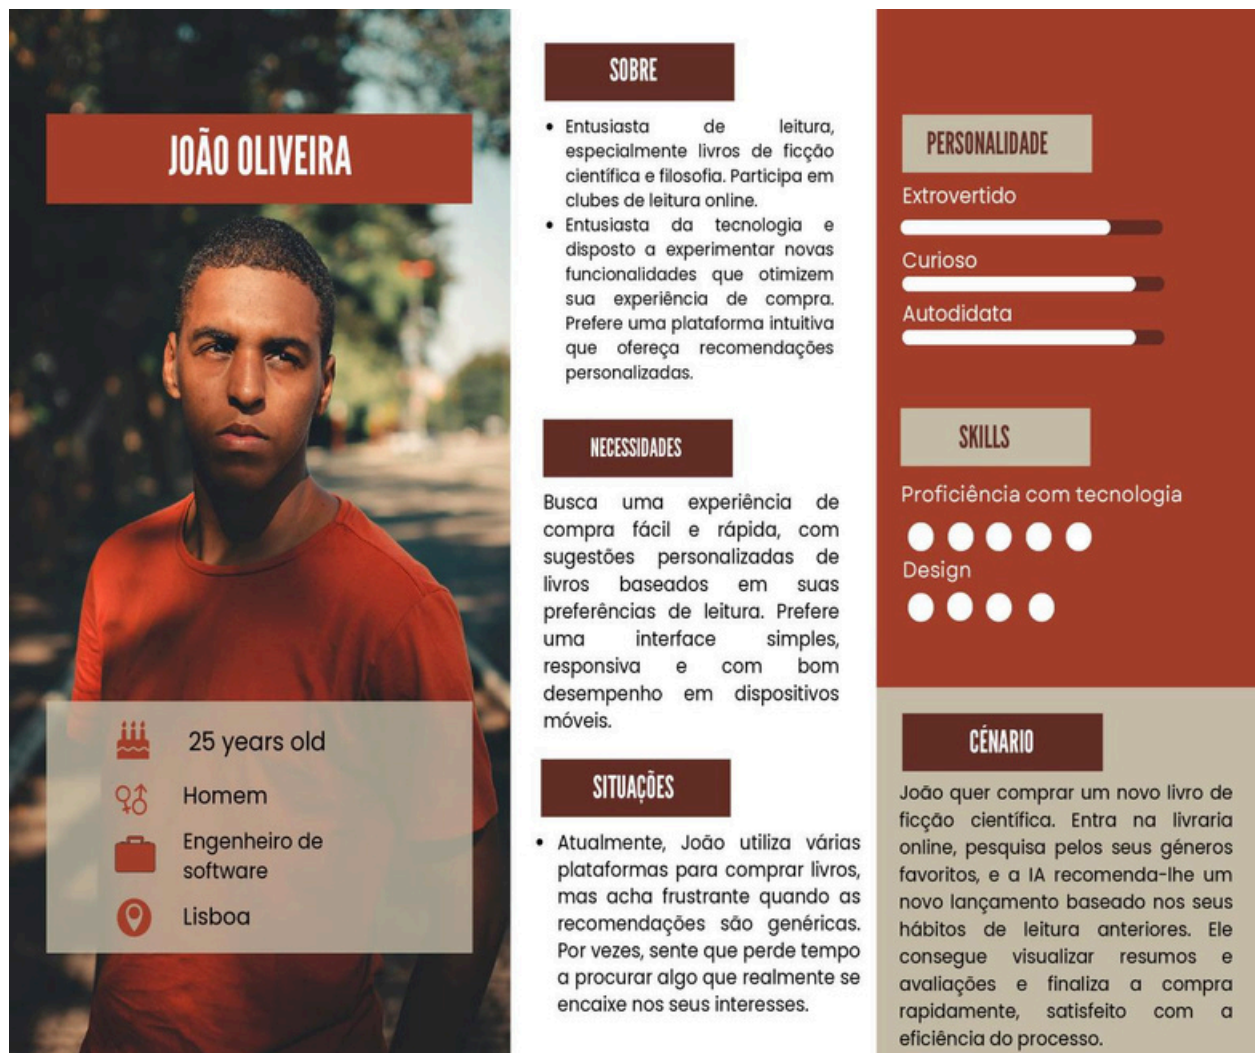 JOÃO OLIVEIRA
25 years old
Homem
Engenheiro de
software
Lisboa
SOBRE
Entusiasta de leitura,
especialmente livros de ficção
científica e filosofia. Participa em
clubes de leitura online.
Entusiasta da tecnologia e
disposto a experimentar novas
funcionalidades que otimizem
sua experiência de compra.
Prefere uma plataforma intuitiva
que ofereça recomendações
personalizadas.
NECESSIDADES
Busca uma experiência de
compra fácil e rápida, com
sugestões personalizadas de
livros baseados em suas
preferências de leitura. Prefere
uma interface simples,
responsiva e com bom
desempenho em dispositivos
móveis.
SITUAÇÕES
Atualmente, João utiliza várias
plataformas para comprar livros,
mas acha frustrante quando as
recomendações são genéricas.
Por vezes, sente que perde tempo
a procurar algo que realmente se
encaixe nos seus interesses.
PERSONALIDADE
Extrovertido
Curioso
Autodidata
SKILLS
Proficiência com tecnologia
Design
CÉNARIO
João quer comprar um novo livro de
ficção científica. Entra na livraria
online, pesquisa pelos seus géneros
favoritos, e a IA recomenda-lhe um
novo lançamento baseado nos seus
hábitos de leitura anteriores. Ele
consegue visualizar resumos e
avaliações e finaliza a compra
rapidamente, satisfeito com a
eficiência do processo.